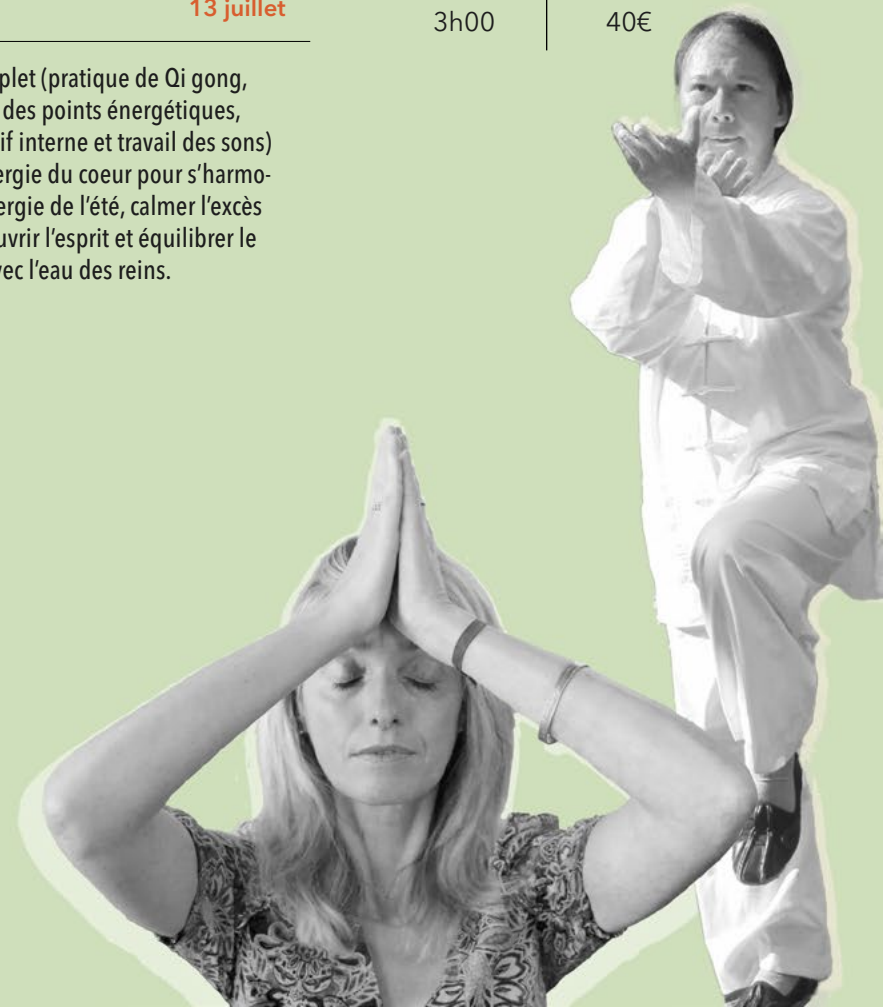 13 juillet
3h00
40€
plet (pratique de Qi gong,
des points énergétiques,
if interne et travail des sons)
ergie du coeur pour s’harmo-
ergie de l’été, calmer l’excès
uvrir l’esprit et équilibrer le
vec l’eau des reins.